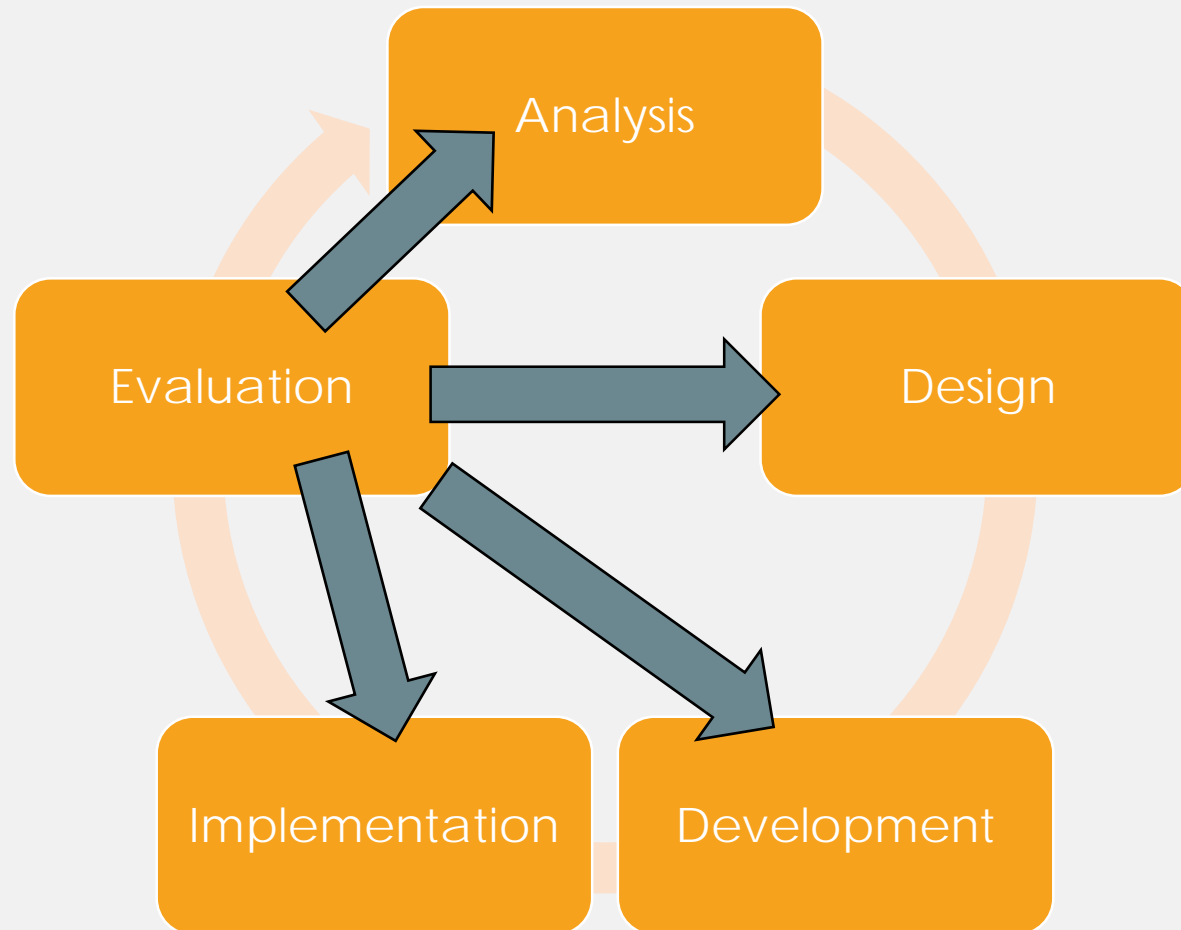 Analysis
Evaluation
Design
Implementation
Development